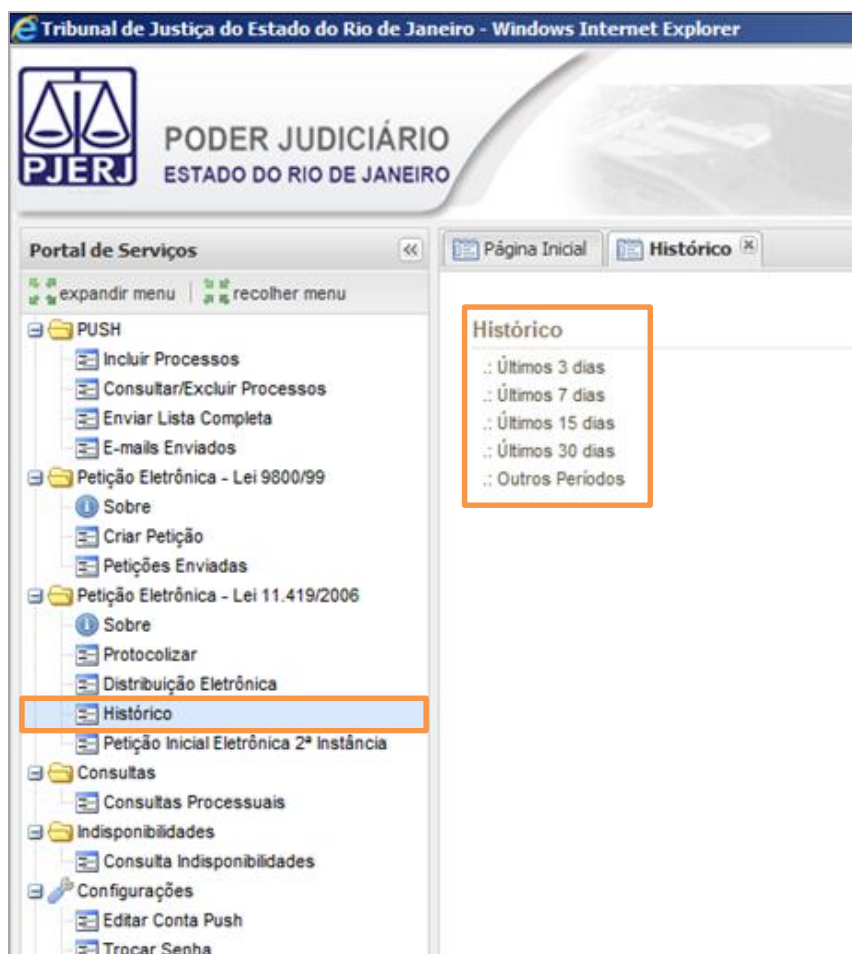 Tribunal de Justiça do Estado do Rio de Janeiro - Windows Internet Explorer
PJERJ
PODER JUDICIÁRIO
ESTADO DO RIO DE JANEIRO
Portal de Serviços
expandir menu | recolher menu
PUSH
Incluir Processos
Consultar/Excluir Processos
Enviar Lista Completa
E-mails Enviados
Petição Eletrônica - Lei 9800/99
Sobre
Criar Petição
Petições Enviadas
Petição Eletrônica - Lei 11.419/2006
Sobre
Protocolizar
Distribuição Eletrônica
Histórico
Petição Inicial Eletrônica 2ª Instância
Consultas
Consultas Processuais
Indisponibilidades
Consulta Indisponibilidades
Configurações
Editar Conta Push
Trocar Senha
Página Inicial
Histórico
Histórico
.: Últimos 3 dias
.: Últimos 7 dias
.: Últimos 15 dias
.: Últimos 30 dias
.: Outros Períodos